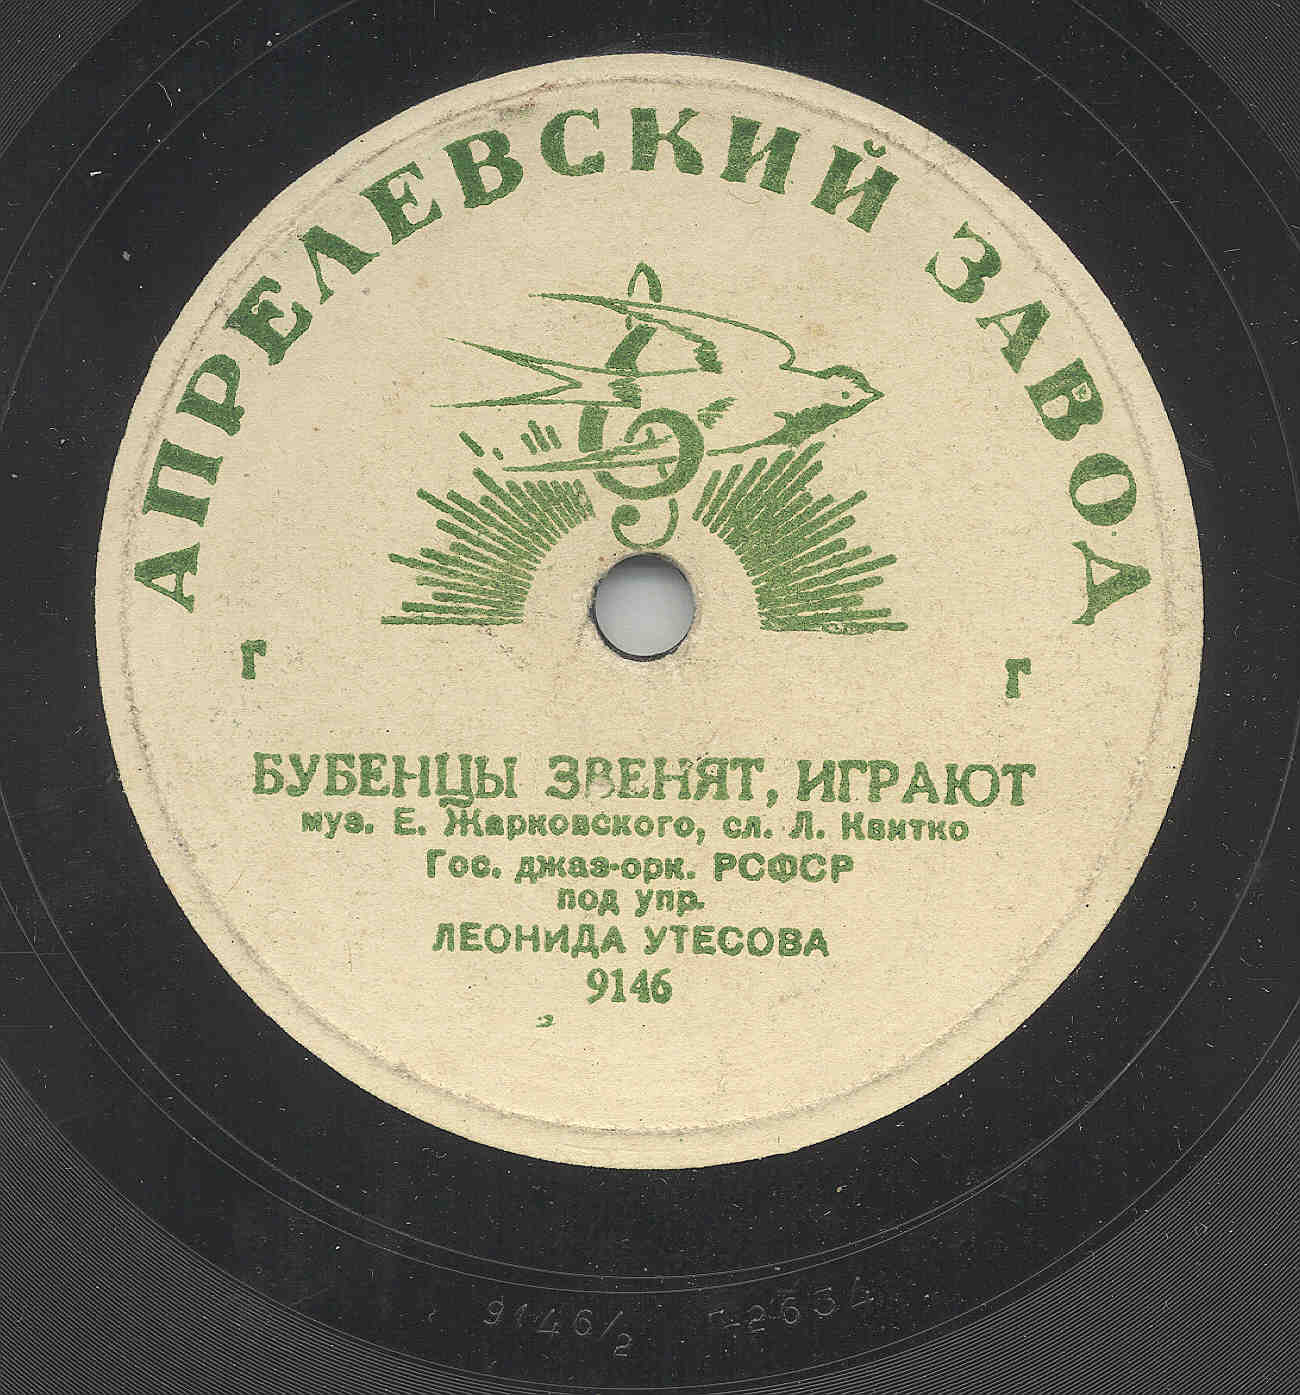 АПРЕЛЕВСКИЙ ЗАВОД
Г Г
БУБЕНЦЫ ЗВЕНЯТ, ИГРАЮТ
муз. Е. Жарковского, сл. Л. Квитко
Гос. джаз-орк. РСФСР
под упр.
ЛЕОНИДА УТЕСОВА
9146
9146/2 Г-2634